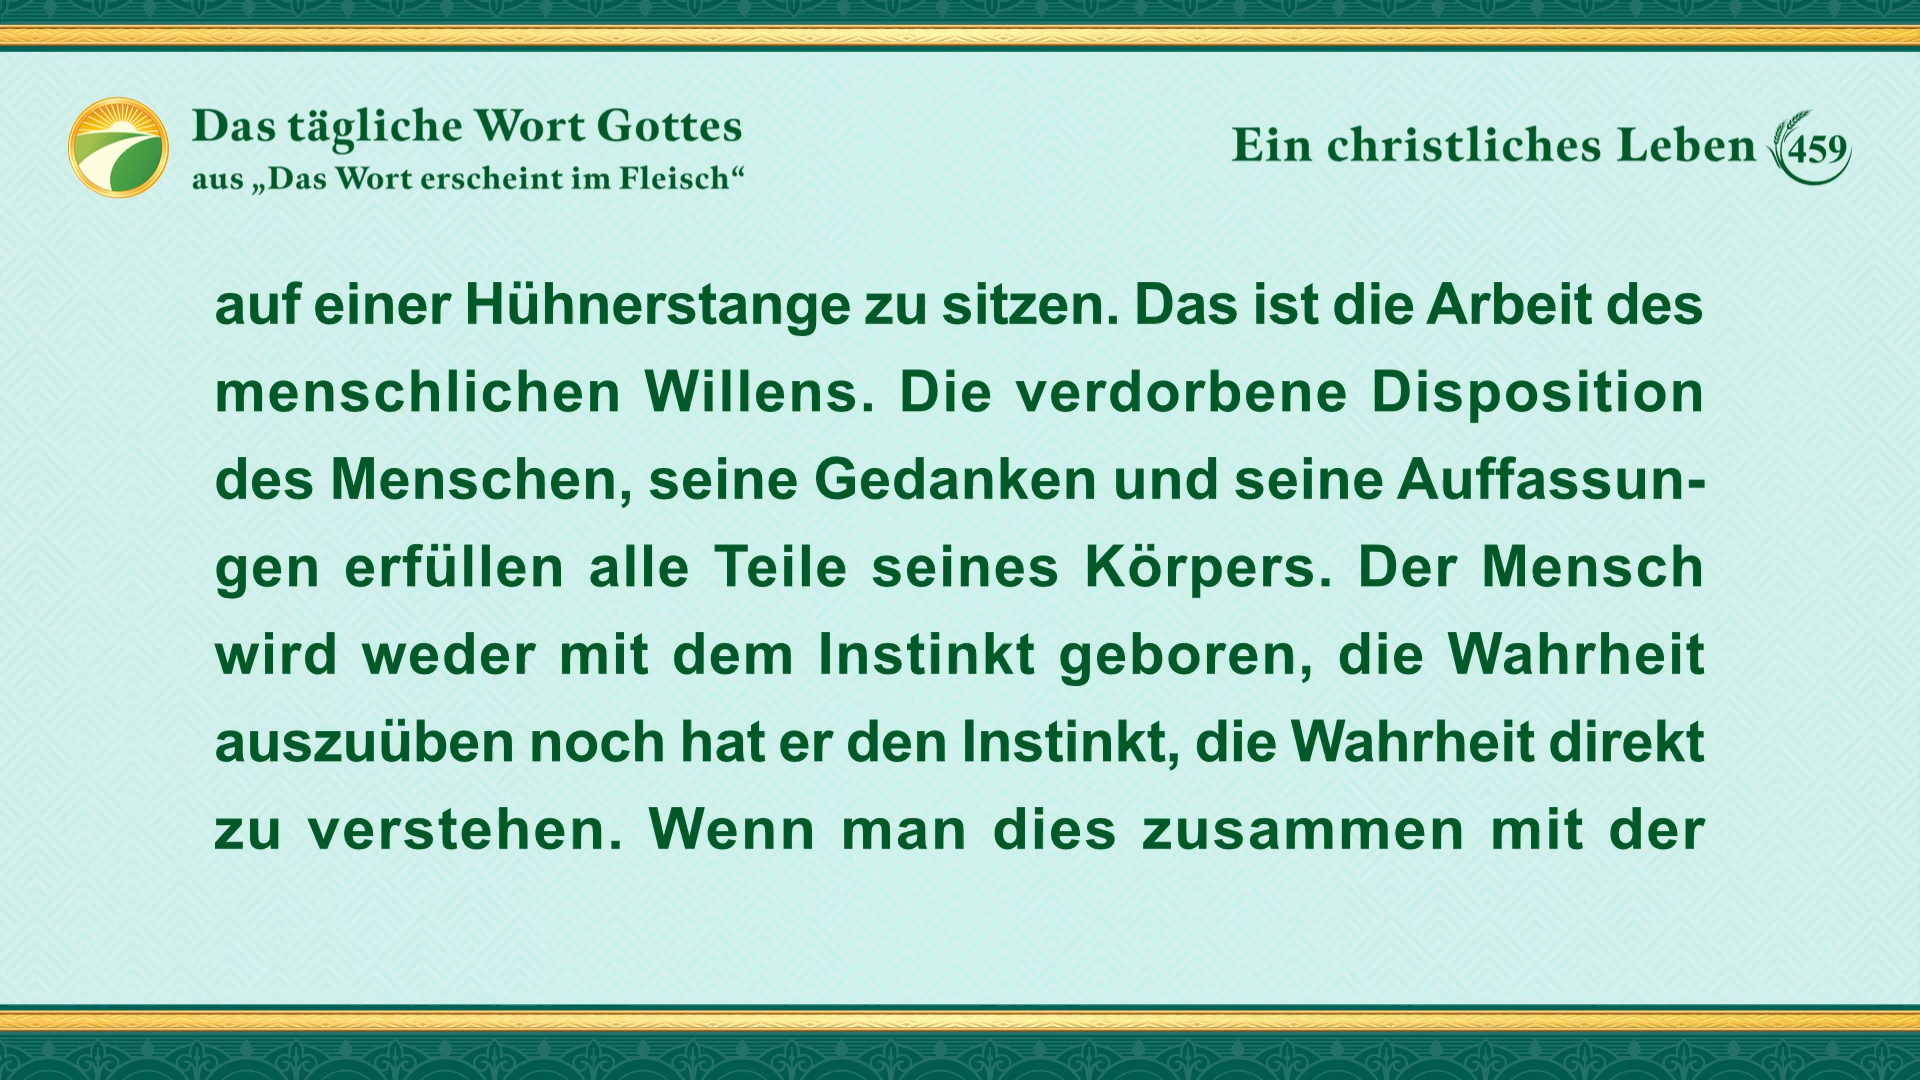 Das tägliche Wort Gottes
aus „Das Wort erscheint im Fleisch“
Ein christliches Leben 459
auf einer Hühnerstange zu sitzen. Das ist die Arbeit des
menschlichen Willens. Die verdorbene Disposition
des Menschen, seine Gedanken und seine Auffassun-
gen erfüllen alle Teile seines Körpers. Der Mensch
wird weder mit dem Instinkt geboren, die Wahrheit
auszuüben noch hat er den Instinkt, die Wahrheit direkt
zu verstehen. Wenn man dies zusammen mit der